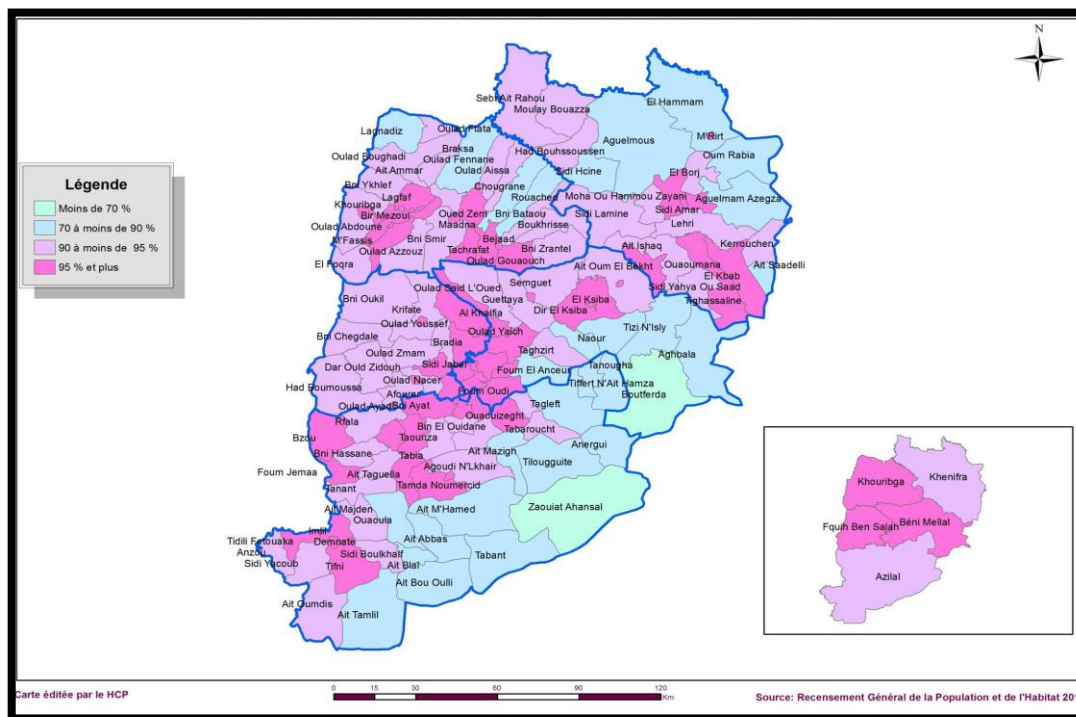 N
Légende
Moins de 70 %
70 à moins de 90 %
90 à moins de 95 %
95 % et plus
Sebt Ait Rahou
Moulay Bouazza
El Hammam
Lagnadiz
Oulad Ftata
Aguelmous
M'Rirt
Braksa
Oulad Boughadi
Oulad Fennane
Had Bouhssoussen
Oum Rabia
Ait Ammar
Oulad Aissa
Sidi Hcine
El Borj
Bni Ykhlef
Chougrane
Lagfaf
Rouached
Moha Ou Hammou Zayani
Aguelmam Azegza
Khouribga
Bir Mezoui
Oued Zem
Bni Bataou
Sidi Lamine
Sidi Amar
Oulad Abdoune
Maadna
Boukhrisse
Lehri
M'Fassis
Bni Smir
Bejaad
Oulad Azzouz
Tachrafat
Bni Zrantel
Ait Ishaq
Kerrouchen
El Foqra
Oulad Gouaouch
Ait Oum El Bekht
Ouaoumana
Ait Saadelli
El Kbab
Bni Oukil
Oulad Said L'Oued
Semguet
Sidi Yahya Ou Saad
Guettaya
El Ksiba
Tighassaline
Krifate
Al Khalfia
Dir El Ksiba
Oulad Youssef
Oulad Yaich
Tizi N'Isly
Bni Chegdale
Bradia
Naour
Oulad Zmam
Taghzirt
Aghbala
Dar Ould Zidouh
Sidi Jaber
Tanougha
Foum El Anceur
Oulad Nacer
Tiffert N'Ait Hamza
Had Boumoussa
Afourer
Foum Oudi
Boutferda
Oulad Ayad
Bni Ayat
Tagleft
Ouaouizeght
Rfala
Bin El Ouidane
Tabaroucht
Bzou
Taounza
Anergui
Bni Hassane
Tabia
Ait Mazigh
Agoudi N'Lkhair
Tilougguite
Foum Jemaa
Ait Taguella
Tanant
Tamda Noumercid
Ait Majden
Ait M'Hamed
Zaouiat Ahansal
Ouaoula
Imlil
Tidili Fetouaka
Demnate
Ait Abbas
Anzou
Sidi Boulkhalf
Tabant
Sidi Yacoub
Tifni
Ait Blal
Ait Bou Oulli
Ait Oumdis
Ait Tamlil
Khouribga
Khenifra
Fquih Ben Salah
Béni Mellal
Azilal
Carte éditée par le HCP
0 15 30 60 90 120
Km
Source: Recensement Général de la Population et de l'Habitat 201